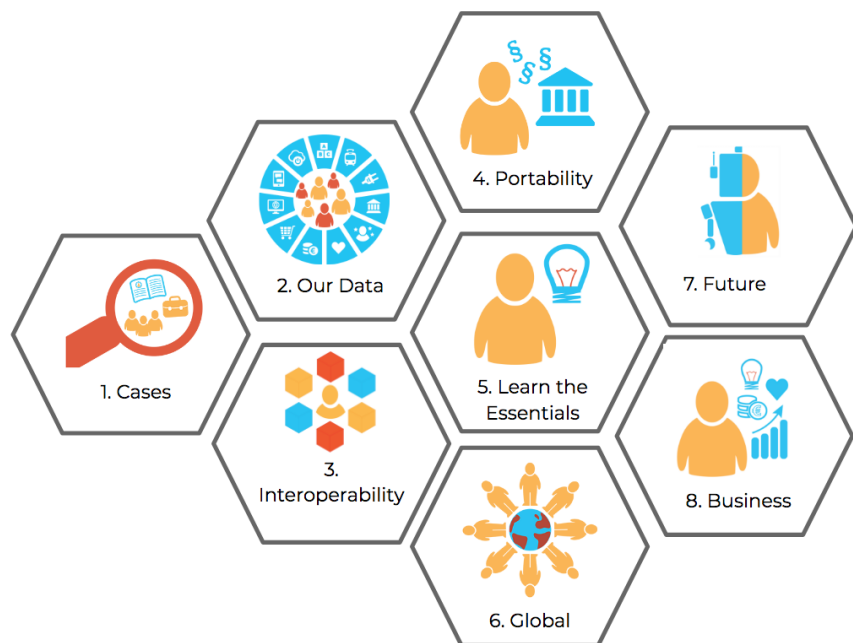 1. Cases
2. Our Data
3.
Interoperability
4. Portability
5. Learn the
Essentials
6. Global
7. Future
8. Business